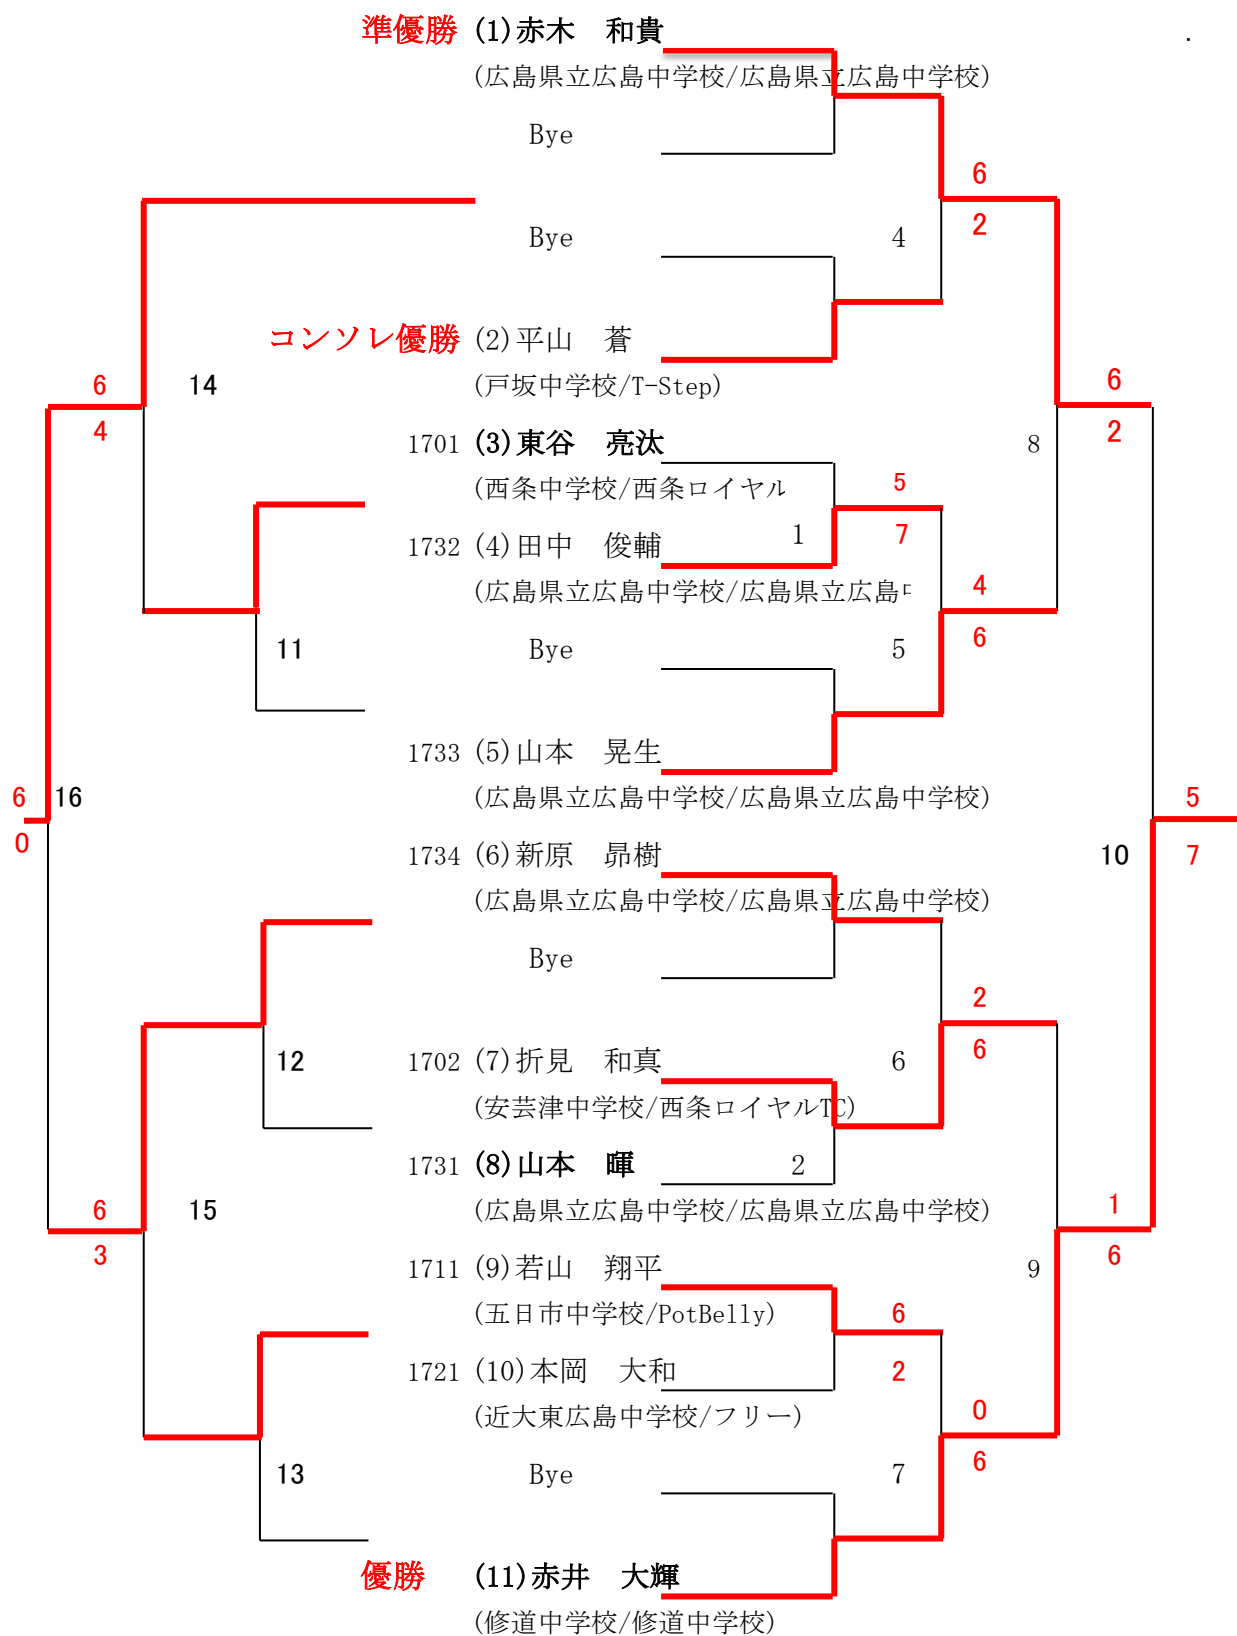 準優勝 (1)赤木　和貴 .
(広島県立広島中学校/広島県立広島中学校)
Bye
6
2
Bye 4
コンソレ優勝 (2)平山　蒼
(戸坂中学校/T-Step)
6 14 6
4 2
1701 (3)東谷　亮汰 8
(西条中学校/西条ロイヤル 5
1732 (4)田中　俊輔 1 7
(広島県立広島中学校/広島県立広島 4
11 Bye 5 6
1733 (5)山本　晃生
(広島県立広島中学校/広島県立広島中学校)
6 16 5
0 10 7
1734 (6)新原　昴樹
(広島県立広島中学校/広島県立広島中学校)
Bye
2
12 1702 (7)折見　和真 6 6
(安芸津中学校/西条ロイヤルTC)
1731 (8)山本　暉 2
6 15 (広島県立広島中学校/広島県立広島中学校) 1
3 6
1711 (9)若山　翔平 9
(五日市中学校/PotBelly) 6
1721 (10)本岡　大和 2
(近大東広島中学校/フリー) 0
13 Bye 7 6
優勝 (11)赤井　大輝
(修道中学校/修道中学校)